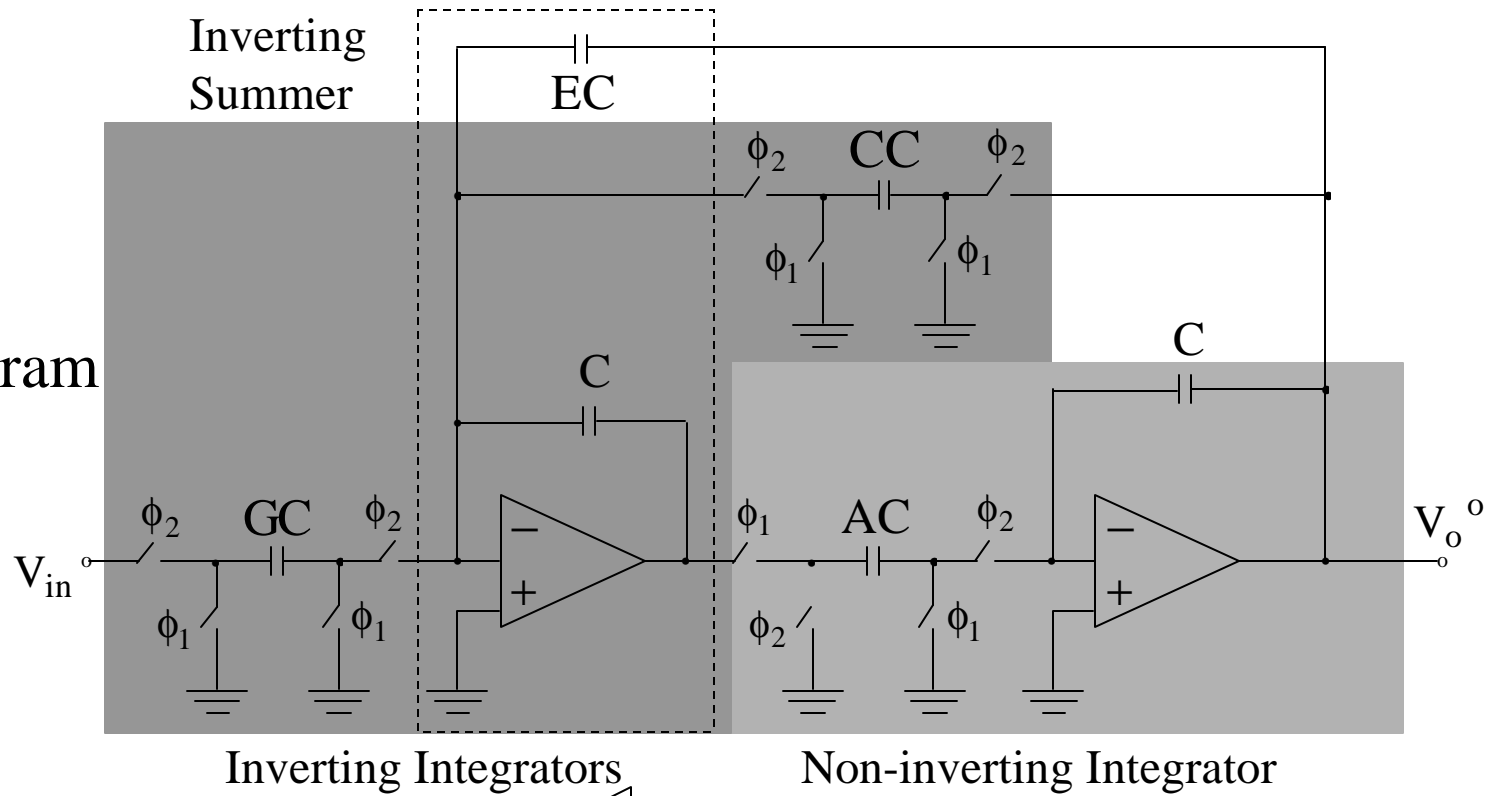 Inverting
Summer
EC
ϕ2 CC ϕ2
ϕ1 ϕ1
C
C
ram
ϕ2 GC ϕ2
− ϕ1 AC ϕ2 −
Vin
Vo o
+ +
ϕ1 ϕ1
ϕ2 ϕ1
Inverting Integrators
Non-inverting Integrator